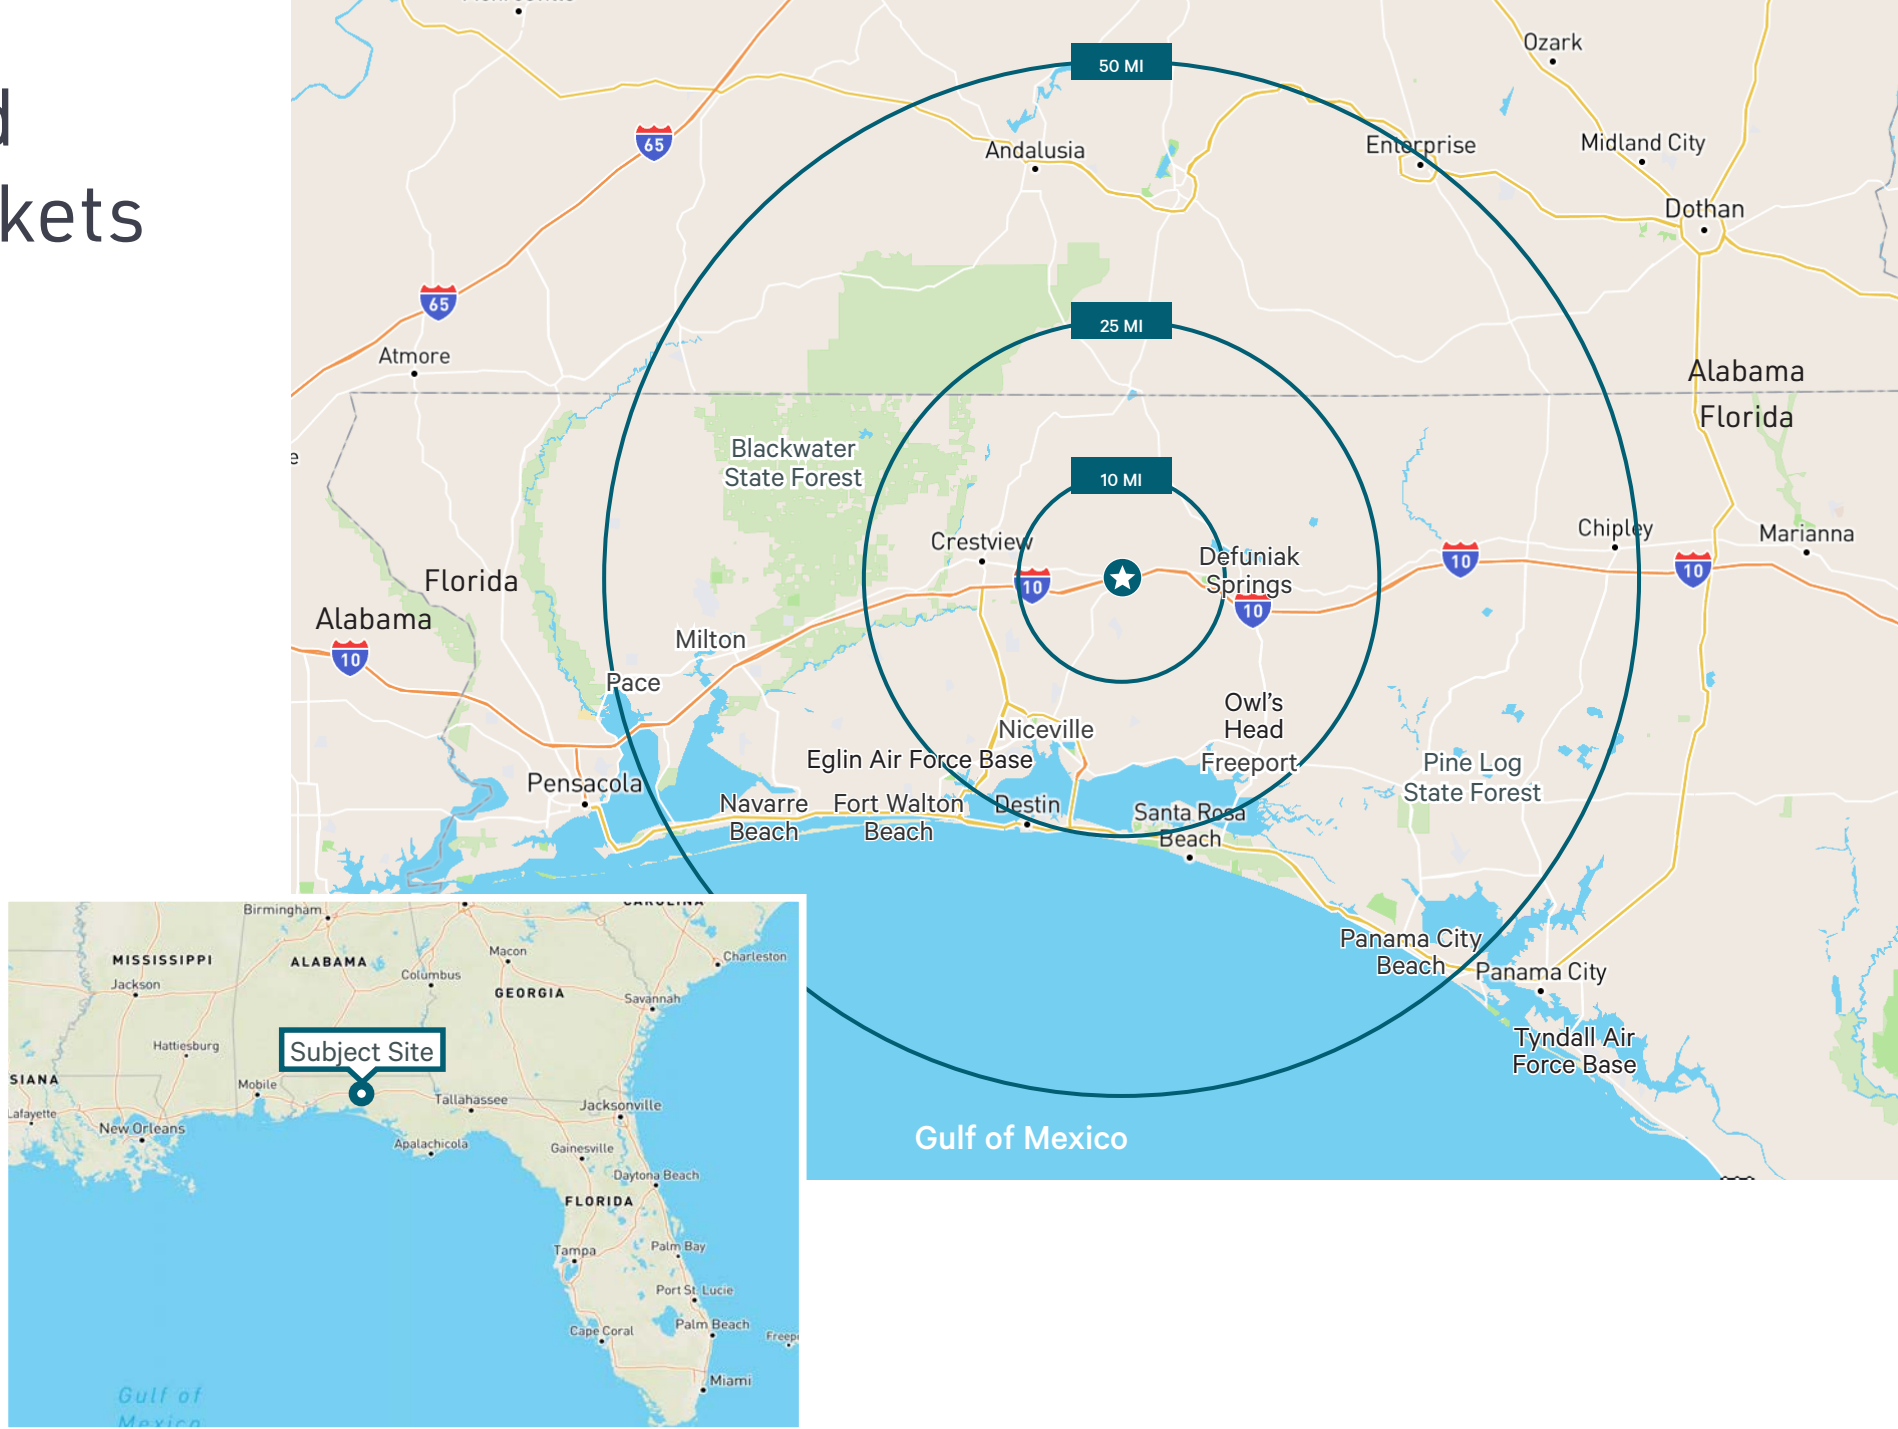 kets
50 MI
Ozark
65
Andalusia
Enterprise
Midland City
Dothan
65
25 MI
Atmore
Alabama
Florida
Blackwater
State Forest
10 MI
e
Crestview
10
Defuniak
Springs
10
10
Chipley
10
Marianna
Florida
Alabama
10
Milton
Pace
Owl's
Head
Niceville
Eglin Air Force Base
Freeport
Pine Log
State Forest
Pensacola
Navarre
Beach
Fort Walton
Beach
Destin
Santa Rosa
Beach
Panama City
Beach
Panama City
Tyndall Air
Force Base
Gulf of Mexico
CAROLINA
Birmingham
MISSISSIPPI
Jackson
ALABAMA
Columbus
Macon
GEORGIA
Charleston
Savannah
Hattiesburg
Subject Site
SIANA
Mobile
Tallahassee
Jacksonville
Lafayette
New Orleans
Apalachicola
Gainesville
Daytona Beach
FLORIDA
Tampa
Palm Bay
Port St. Lucie
Cape Coral
Palm Beach
Freep
Miami
Gulf of
Mexico